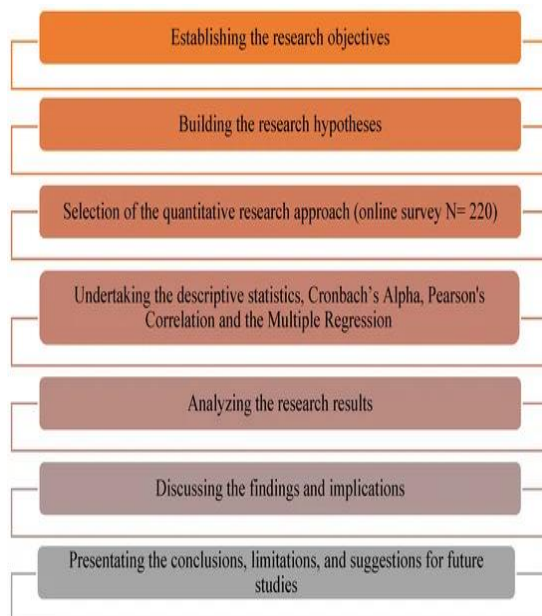 Establishing the research objectives
Building the research hypotheses
Selection of the quantitative research approach (online survey N= 220)
Undertaking the descriptive statistics, Cronbach's Alpha, Pearson's
Correlation and the Multiple Regression
Analyzing the research results
Discussing the findings and implications
Presentating the conclusions, limitations, and suggestions for future
studies